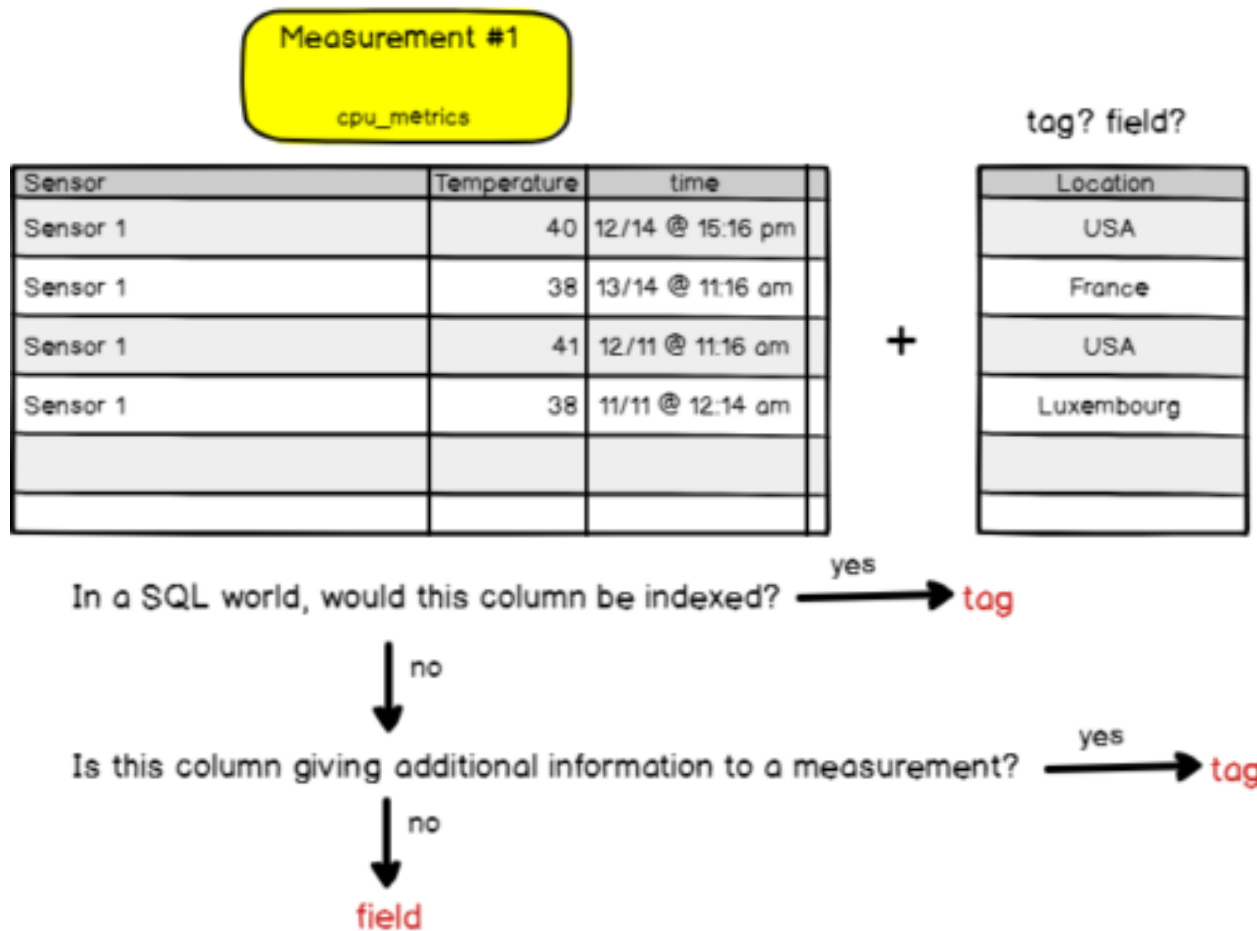 Measurement #1
cpu_metrics
tag? field?
Sensor Temperature time Location
Sensor 1 40 12/14 @ 15:16 pm USA
Sensor 1 38 13/14 @ 11:16 am France
+
Sensor 1 41 12/11 @ 11:16 am USA
Sensor 1 38 11/11 @ 12:14 am Luxembourg
yes
In a SQL world, would this column be indexed? tag
no
yes
Is this column giving additional information to a measurement? tag
no
field